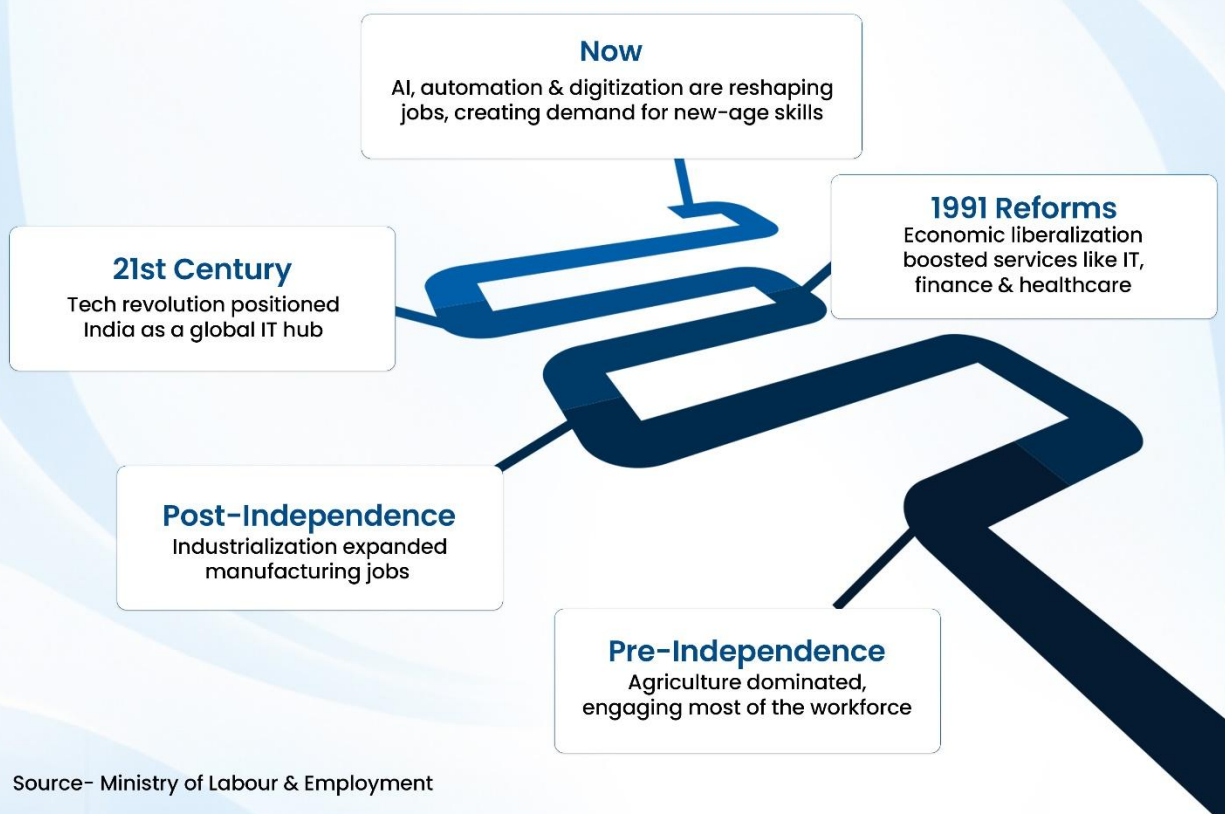 Now
AI, automation & digitization are reshaping
jobs, creating demand for new-age skills
1991 Reforms
Economic liberalization
boosted services like IT,
finance & healthcare
21st Century
Tech revolution positioned
India as a global IT hub
Post-Independence
Industrialization expanded
manufacturing jobs
Pre-Independence
Agriculture dominated,
engaging most of the workforce
Source- Ministry of Labour & Employment